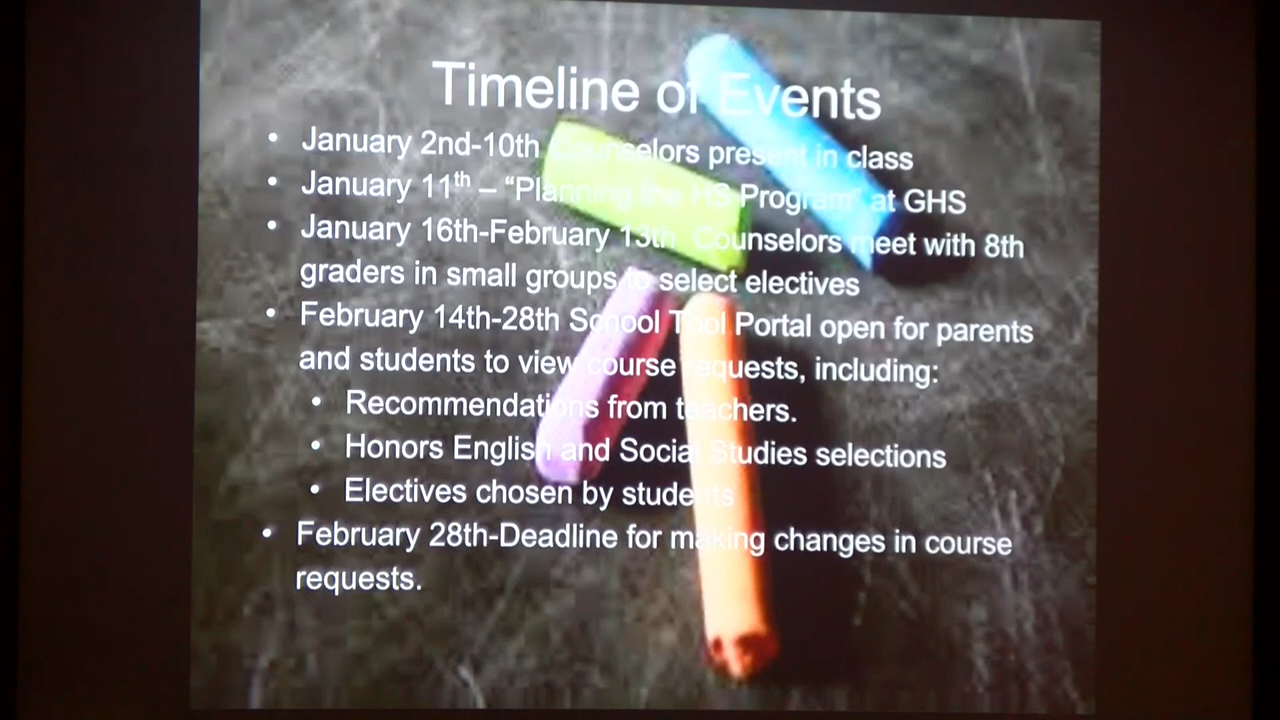 Timeline of Events
• January 2nd-10th Counselors present in class
• January 11th – “Planning the HS Program” at GHS
• January 16th-February 13th Counselors meet with 8th
graders in small groups to select electives
• February 14th-28th School Tool Portal open for parents
and students to view course requests, including:
• Recommendations from teachers.
• Honors English and Social Studies selections
• Electives chosen by students
• February 28th-Deadline for making changes in course
requests.